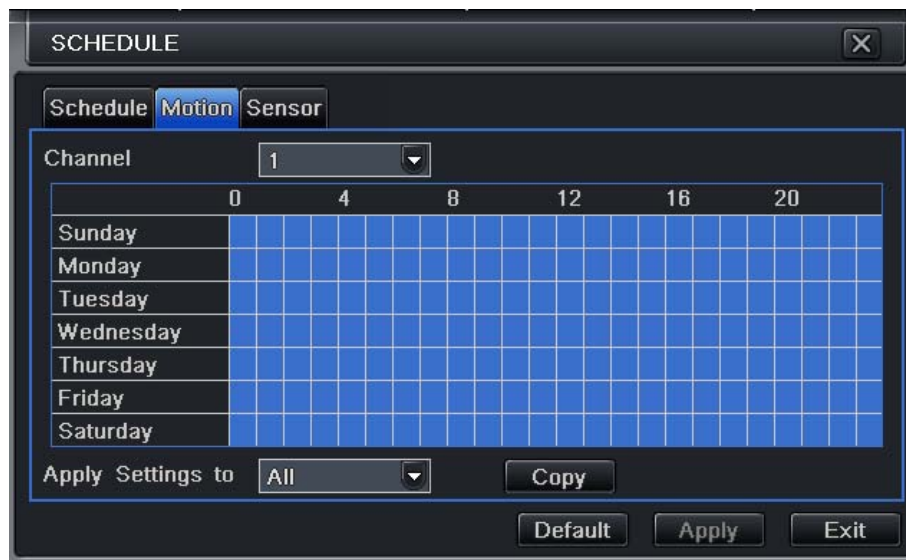 SCHEDULE
Schedule Motion Sensor
Channel 1
0 4 8 12 16 20
Sunday
Monday
Tuesday
Wednesday
Thursday
Friday
Saturday
Apply Settings to All Copy
Default Apply Exit